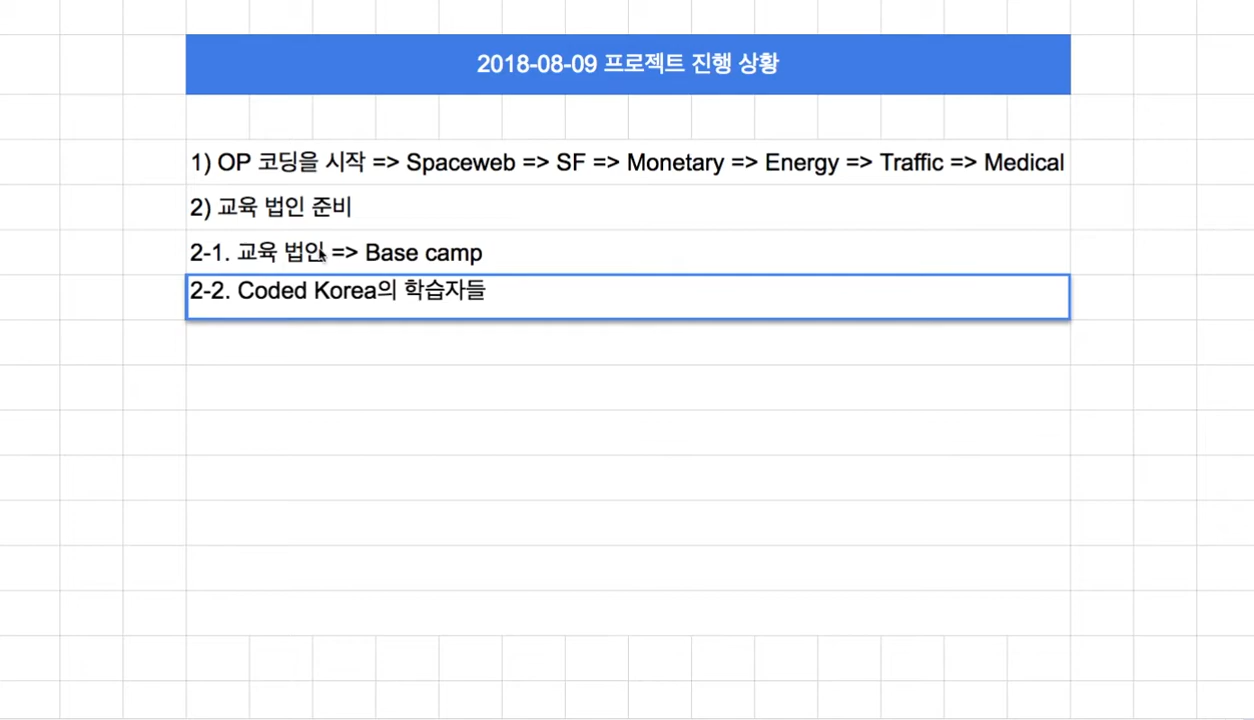 2018-08-09 프로젝트 진행 상황
1) OP 코딩을 시작 => Spaceweb => SF => Monetary => Energy => Traffic => Medical
2) 교육 법인 준비
2-1. 교육 법인 => Base camp
2-2. Coded Korea의 학습자들